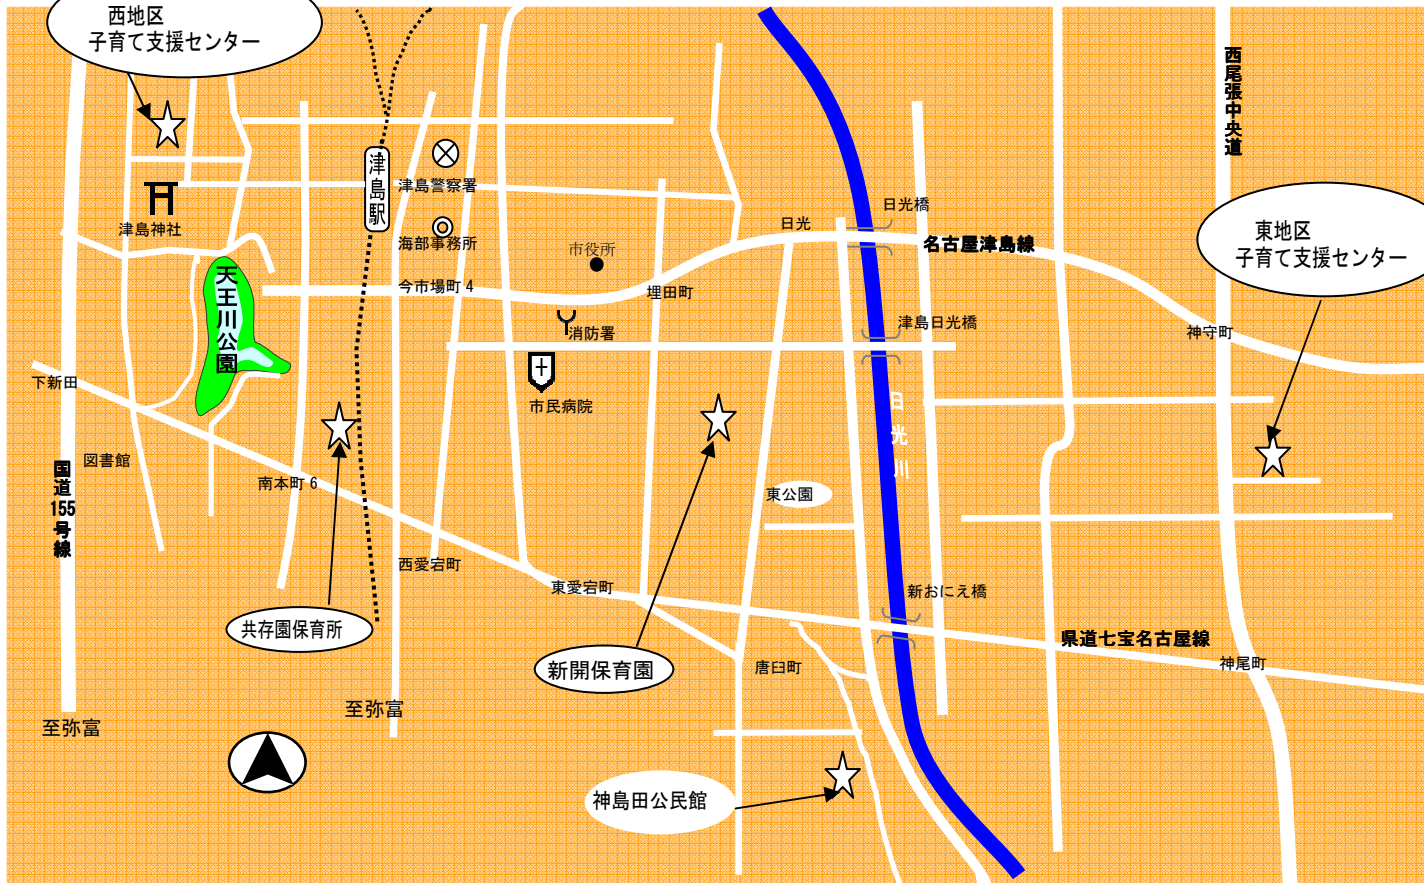 西地区
子育て支援センター
西尾張中央道
津島駅
津島警察署
津島神社
海部事務所
市役所
日光
日光橋
名古屋津島線
東地区
子育て支援センター
天王川公園
今市場町 4
埋田町
消防署
津島日光橋
神守町
下新田
市民病院
日光川
図書館
南本町 6
東公園
国道
155
号線
西愛宕町
東愛宕町
新おにえ橋
共存園保育所
県道七宝名古屋線
新開保育園
唐臼町
神尾町
至弥富
至弥富
神島田公民館